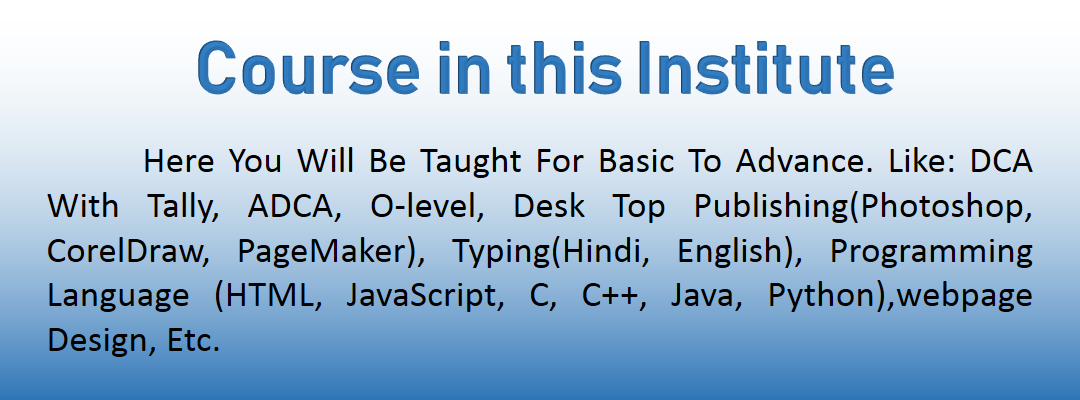 Course in this Institute
Here You Will Be Taught For Basic To Advance. Like: DCA
With Tally, ADCA, O-level, Desk Top Publishing(Photoshop,
CorelDraw, PageMaker), Typing(Hindi, English), Programming
Language (HTML, JavaScript, C, C++, Java, Python),webpage
Design, Etc.